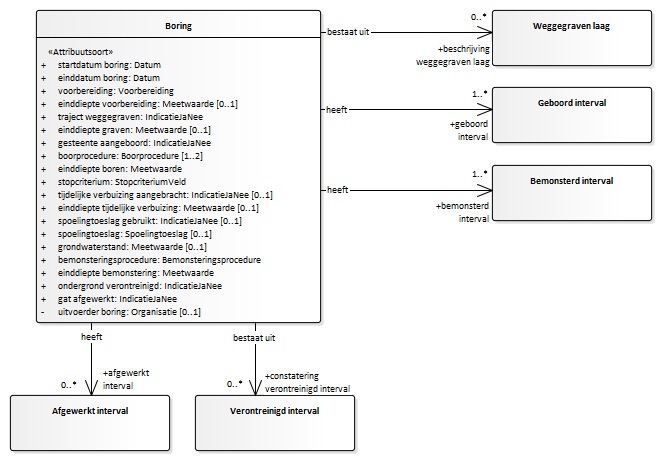 Boring
«Attribuutsoort»
+ startdatum boring: Datum
+ einddatum boring: Datum
+ voorbereiding: Voorbereiding
+ einddiepte voorbereiding: Meetwaarde [0..1]
+ traject weggegraven: IndicatieJaNee
+ einddiepte graven: Meetwaarde [0..1]
+ gesteente aangeboord: IndicatieJaNee
+ boorprocedure: Boorprocedure [1..2]
+ einddiepte boren: Meetwaarde
+ stopcriterium: StopcriteriumVeld
+ tijdelijke verbuizing aangebracht: IndicatieJaNee [0..1]
+ einddiepte tijdelijke verbuizing: Meetwaarde [0..1]
+ spoelingtoeslag gebruikt: IndicatieJaNee [0..1]
+ spoelingtoeslag: Spoelingtoeslag [0..1]
+ grondwaterstand: Meetwaarde [0..1]
+ bemonsteringsprocedure: Bemonsteringsprocedure
+ einddiepte bemonstering: Meetwaarde
+ ondergrond verontreinigd: IndicatieJaNee
+ gat afgewerkt: IndicatieJaNee
- uitvoerder boring: Organisatie [0..1]
bestaat uit
0..*
+beschrijving
weggegraven laag
Weggegraven laag
heeft
1..*
+geboord
interval
Geboord interval
heeft
1..*
+bemonsterd
interval
Bemonsterd interval
heeft
0..*
+afgewerkt
interval
Afgewerkt interval
bestaat uit
0..*
+constatering
verontreinigd interval
Verontreinigd interval